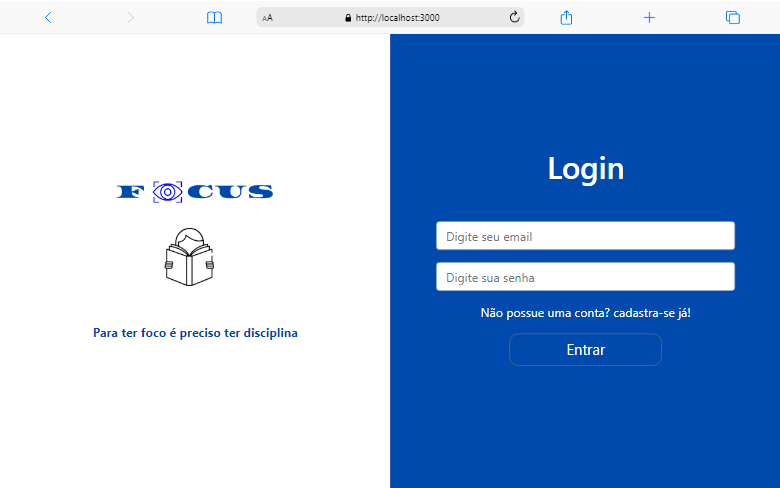 AA http://localhost:3000
FOCUS
Para ter foco é preciso ter disciplina
Login
Digite seu email
Digite sua senha
Não possue uma conta? cadastra-se já!
Entrar